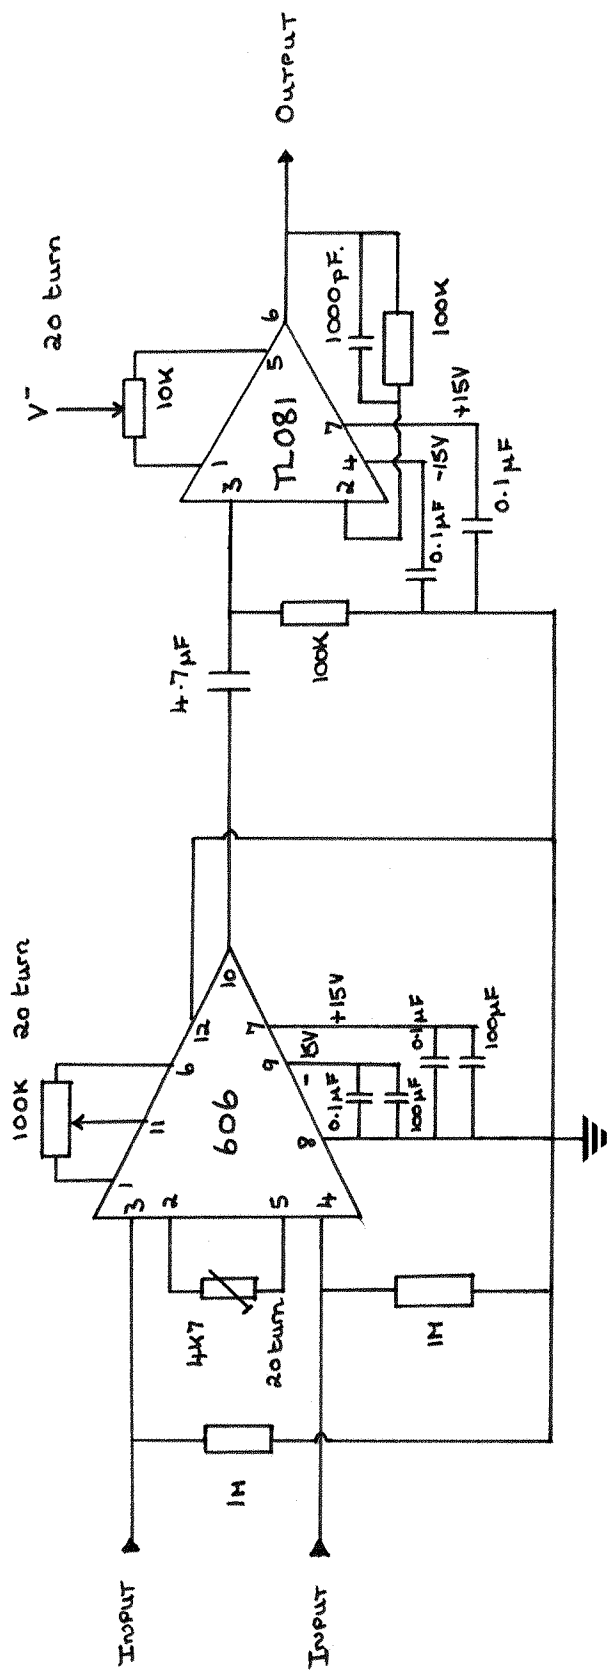 INPUT
INPUT
1M
1M
4K7
20 turn
100K
20 turn
3
1
2
5
4
11
6
12
10
606
8
9
7
-15V
+15V
0.1µF
100µF
0.1µF
100µF
4.7µF
100K
V-
20 turn
10K
3
1
2
4
7
5
6
TL081
1000pF.
100K
-15V
+15V
0.1µF
0.1µF
OUTPUT